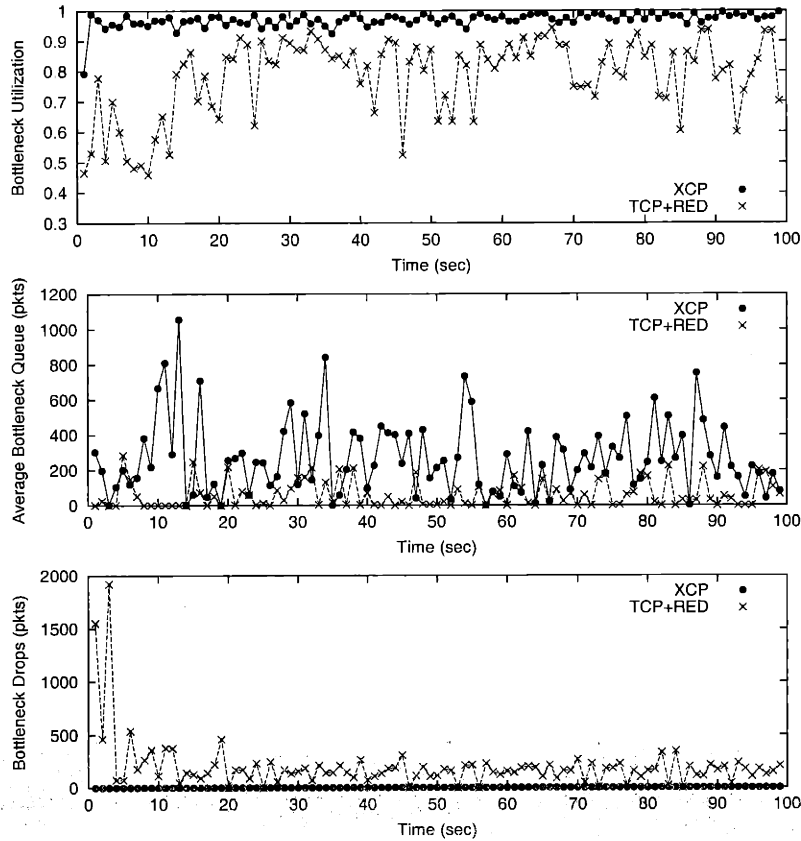 Bottleneck Utilization
1
0.9
0.8
0.7
0.6
0.5
0.4
0.3
XCP
TCP+RED
0 10 20 30 40 50 60 70 80 90 100
Time (sec)
Average Bottleneck Queue (pkts)
1200
1000
800
600
400
200
0
XCP
TCP+RED
0 10 20 30 40 50 60 70 80 90 100
Time (sec)
Bottleneck Drops (pkts)
2000
1500
1000
500
0
XCP
TCP+RED
0 10 20 30 40 50 60 70 80 90 100
Time (sec)